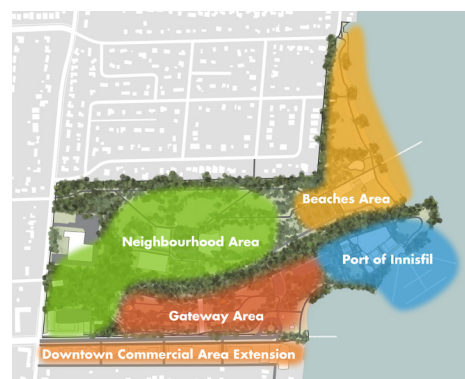 Beaches Area
Neighbourhood Area
Port of Innisfil
Gateway Area
Downtown Commercial Area Extension